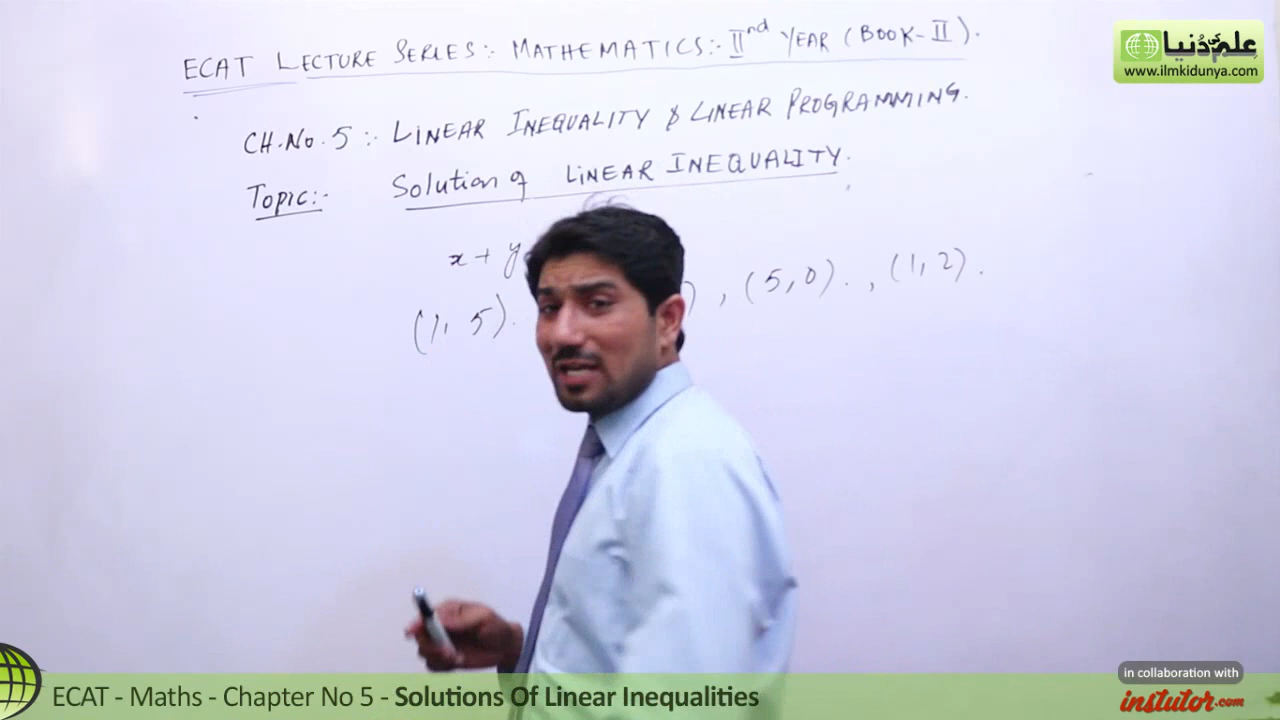 ECAT LECTURE SERIES:- MATHEMATICS:- IInd YEAR (BOOK-II).
علم کی دنیا
www.ilmkidunya.com
CH.No.5 :- LINEAR INEQUALITY & LINEAR PROGRAMMING.
Topic:- Solution of LINEAR INEQUALITY.
x + y
(1, 5). ) , (5, 0). , (1, 2).
in collaboration with
instutor.com
ECAT - Maths - Chapter No 5 - Solutions Of Linear Inequalities